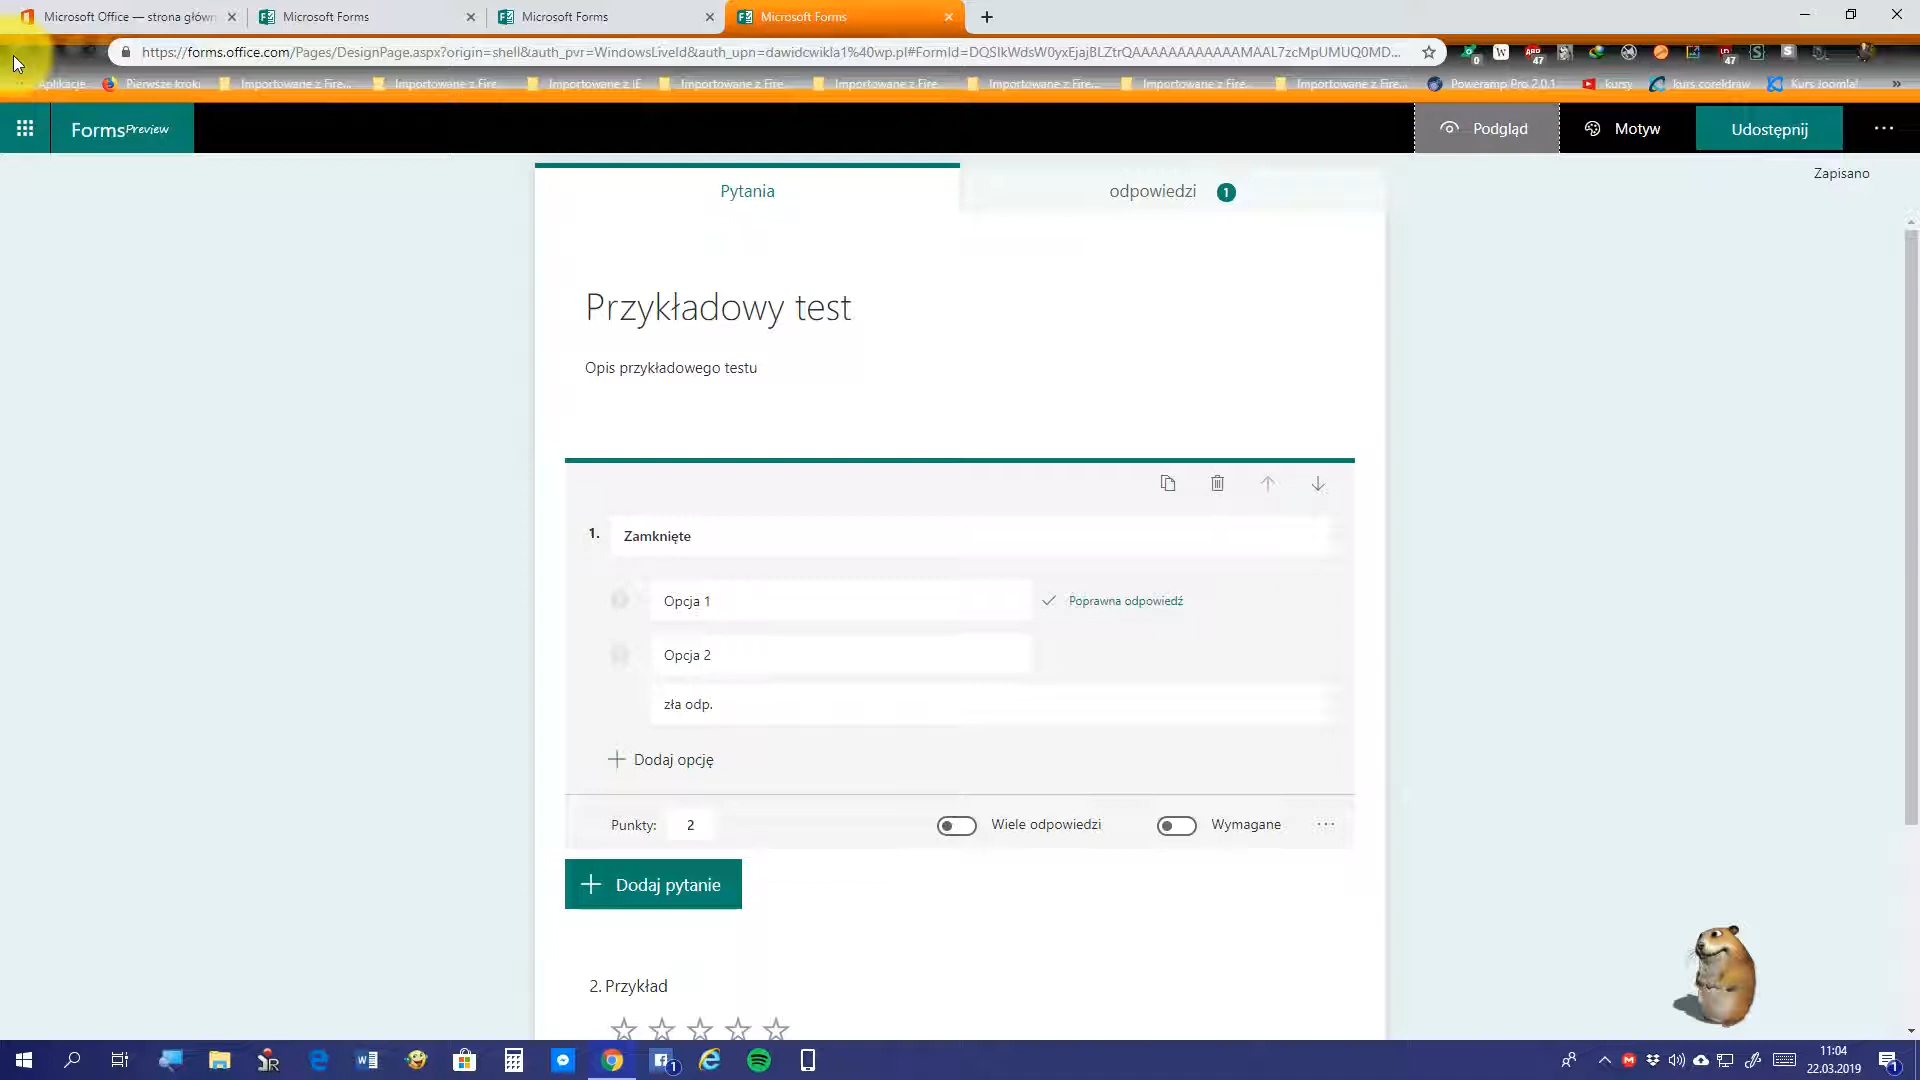 Microsoft Office — strona główn
Microsoft Forms
Microsoft Forms
Microsoft Forms
https://forms.office.com/Pages/DesignPage.aspx?origin=shell&auth_pvr=WindowsLiveId&auth_upn=dawidcwikla1%40wp.pl#FormId=DQSIkWdsW0yxEjajBLZtrQAAAAAAAAAAAAMAAL7zcMpUMUQ0MD...
Aplikacje
Pierwsze kroki
Importowane z Fire...
Importowane z Fire
Importowane z IE
Importowane z Fire...
Importowane z Fire
Importowane z Fire...
Importowane z Fire...
Importowane z Fire...
Poweramp Pro 2.0.1
kursy
kurs coreldraw
Kurs Joomla!
»
Forms Preview
Podgląd
Motyw
Udostępnij
Zapisano
Pytania
odpowiedzi 1
Przykładowy test
Opis przykładowego testu
1. Zamknięte
Opcja 1
Poprawna odpowiedź
Opcja 2
zła odp.
Dodaj opcję
Punkty: 2
Wiele odpowiedzi
Wymagane
Dodaj pytanie
2. Przykład
11:04
22.03.2019